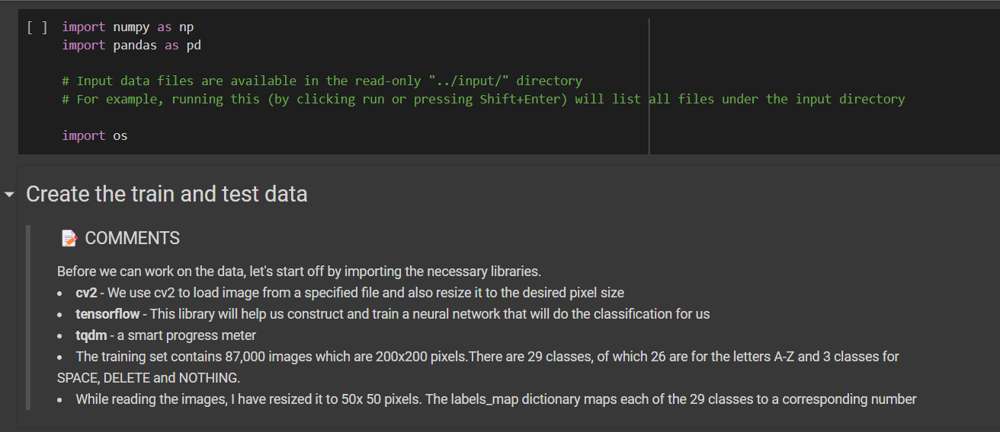 [ ] import numpy as np
import pandas as pd
# Input data files are available in the read-only "../input/" directory
# For example, running this (by clicking run or pressing Shift+Enter) will list all files under the input directory
import os
Create the train and test data
📝 COMMENTS
Before we can work on the data, let's start off by importing the necessary libraries.
• cv2 - We use cv2 to load image from a specified file and also resize it to the desired pixel size
• tensorflow - This library will help us construct and train a neural network that will do the classification for us
• tqdm - a smart progress meter
• The training set contains 87,000 images which are 200x200 pixels.There are 29 classes, of which 26 are for the letters A-Z and 3 classes for
SPACE, DELETE and NOTHING.
• While reading the images, I have resized it to 50x 50 pixels. The labels_map dictionary maps each of the 29 classes to a corresponding number